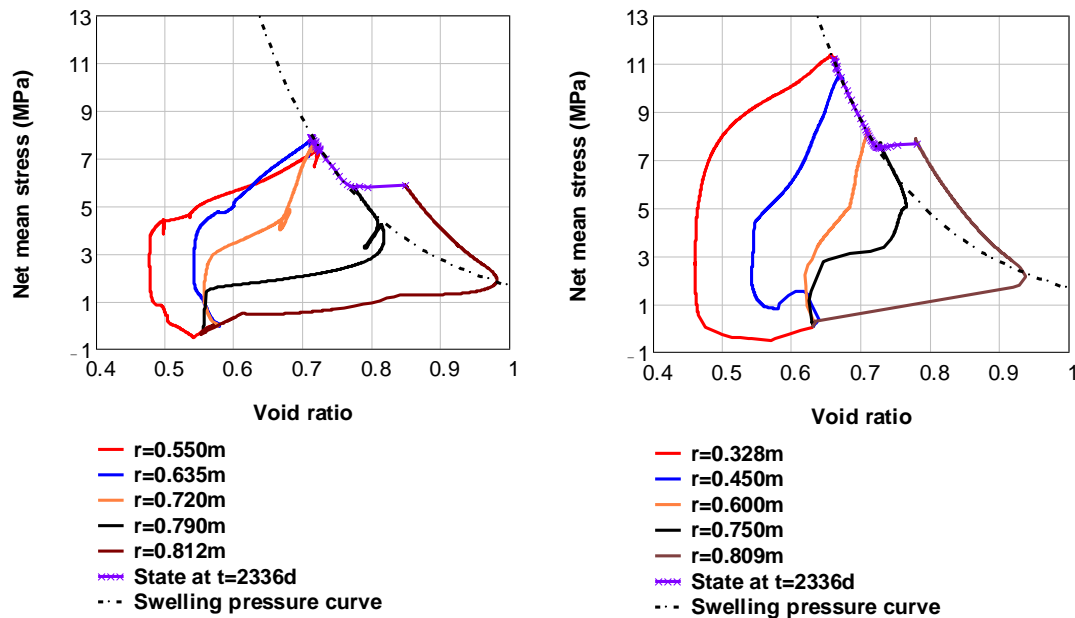 13
11
9
7
5
3
1
−1
Net mean stress (MPa)
0.4 0.5 0.6 0.7 0.8 0.9 1
Void ratio
r=0.550m
r=0.635m
r=0.720m
r=0.790m
r=0.812m
State at t=2336d
Swelling pressure curve
13
11
9
7
5
3
1
−1
Net mean stress (MPa)
0.4 0.5 0.6 0.7 0.8 0.9 1
Void ratio
r=0.328m
r=0.450m
r=0.600m
r=0.750m
r=0.809m
State at t=2336d
Swelling pressure curve